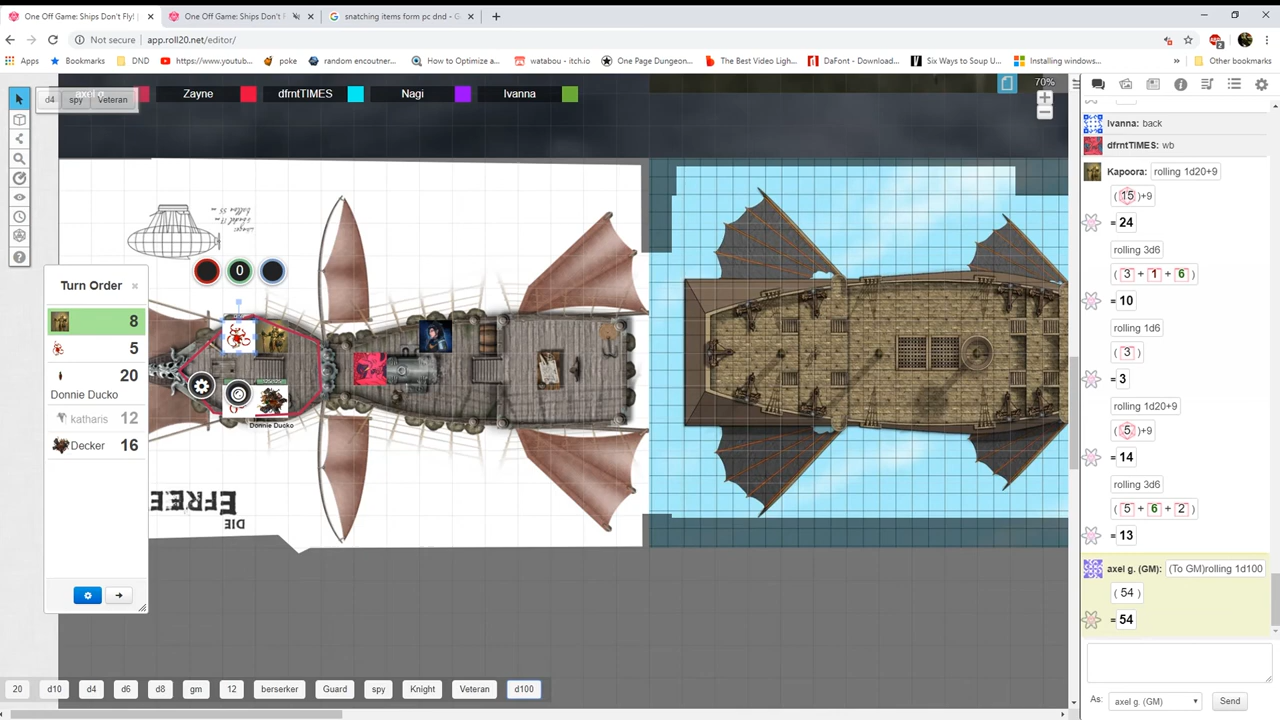 One Off Game: Ships Don't Fly! |
One Off Game: Ships Don't F
snatching items form pc dnd - G
Not secure | app.roll20.net/editor/
Apps
Bookmarks
DND
https://www.youtub...
poke
random encoutner...
How to Optimize a...
watabou - itch.io
One Page Dungeon...
The Best Video Ligh...
DaFont - Downloa...
Six Ways to Soup U...
Installing windows...
»
Other bookmarks
d4
spy
Veteran
Zayne
dfrntTIMES
Nagi
Ivanna
70%
Ivanna: back
dfrntTIMES: wb
Kapoora: rolling 1d20+9
(15)+9
= 24
rolling 3d6
(3 + 1 + 6)
= 10
rolling 1d6
(3)
= 3
rolling 1d20+9
(5)+9
= 14
rolling 3d6
(5 + 6 + 2)
= 13
axel g. (GM): (To GM)rolling 1d100
(54)
= 54
As: axel g. (GM)
Send
0
Turn Order
8
5
20
Donnie Ducko
katharis 12
Decker 16
Donnie Ducko
EFREE
DIE
20
d10
d4
d6
d8
gm
12
berserker
Guard
spy
Knight
Veteran
d100